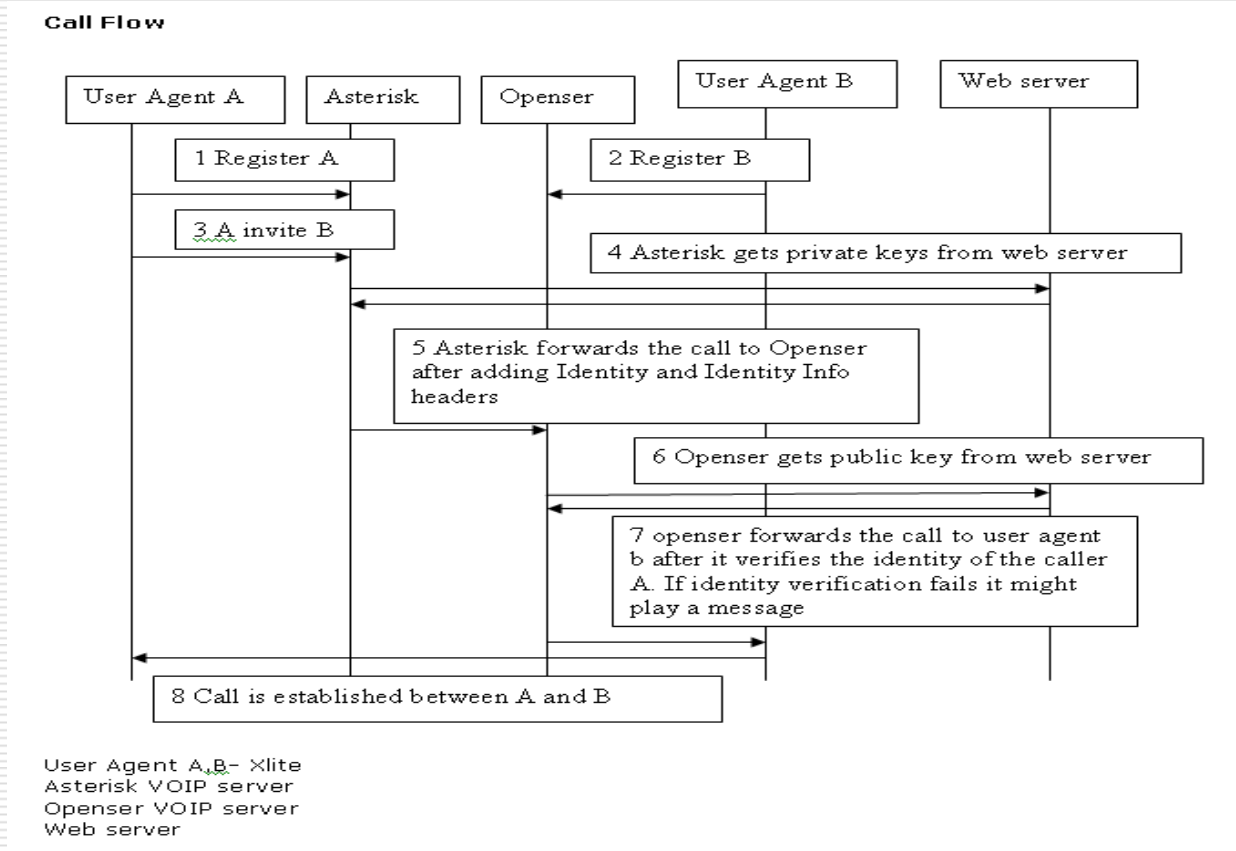 Call Flow
User Agent A
Asterisk
Openser
User Agent B
Web server
1 Register A
2 Register B
3 A invite B
4 Asterisk gets private keys from web server
5 Asterisk forwards the call to Openser
after adding Identity and Identity Info
headers
6 Openser gets public key from web server
7 openser forwards the call to user agent
b after it verifies the identity of the caller
A. If identity verification fails it might
play a message
8 Call is established between A and B
User Agent A,B- Xlite
Asterisk VOIP server
Openser VOIP server
Web server